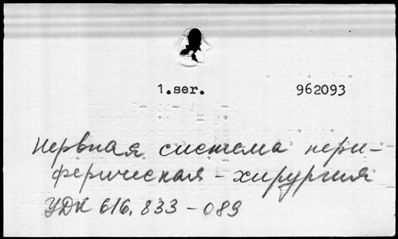 1.ser. 962093
Нервная система пери-
ферическая - хирургия
УДК 616.833-089